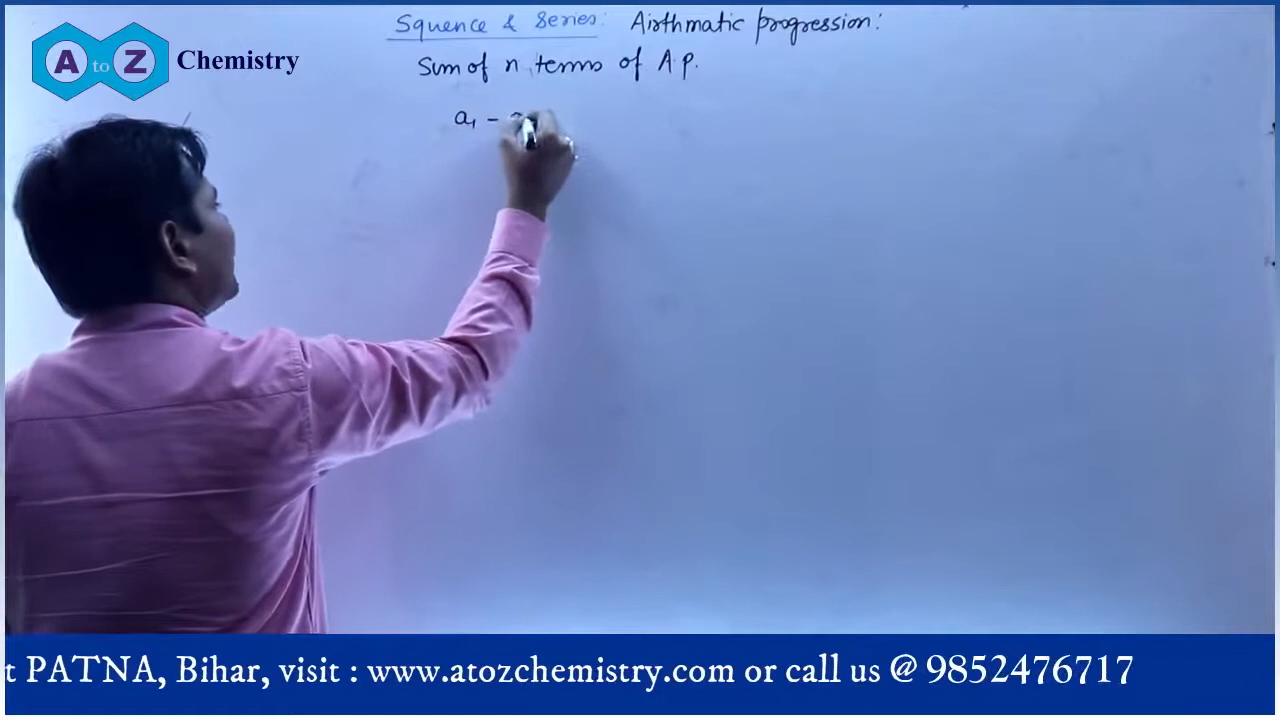 A to Z Chemistry
Squence & Series: Airthmatic progression:
Sum of n terms of A.p.
a₁ -
t PATNA, Bihar, visit : www.atozchemistry.com or call us @ 9852476717